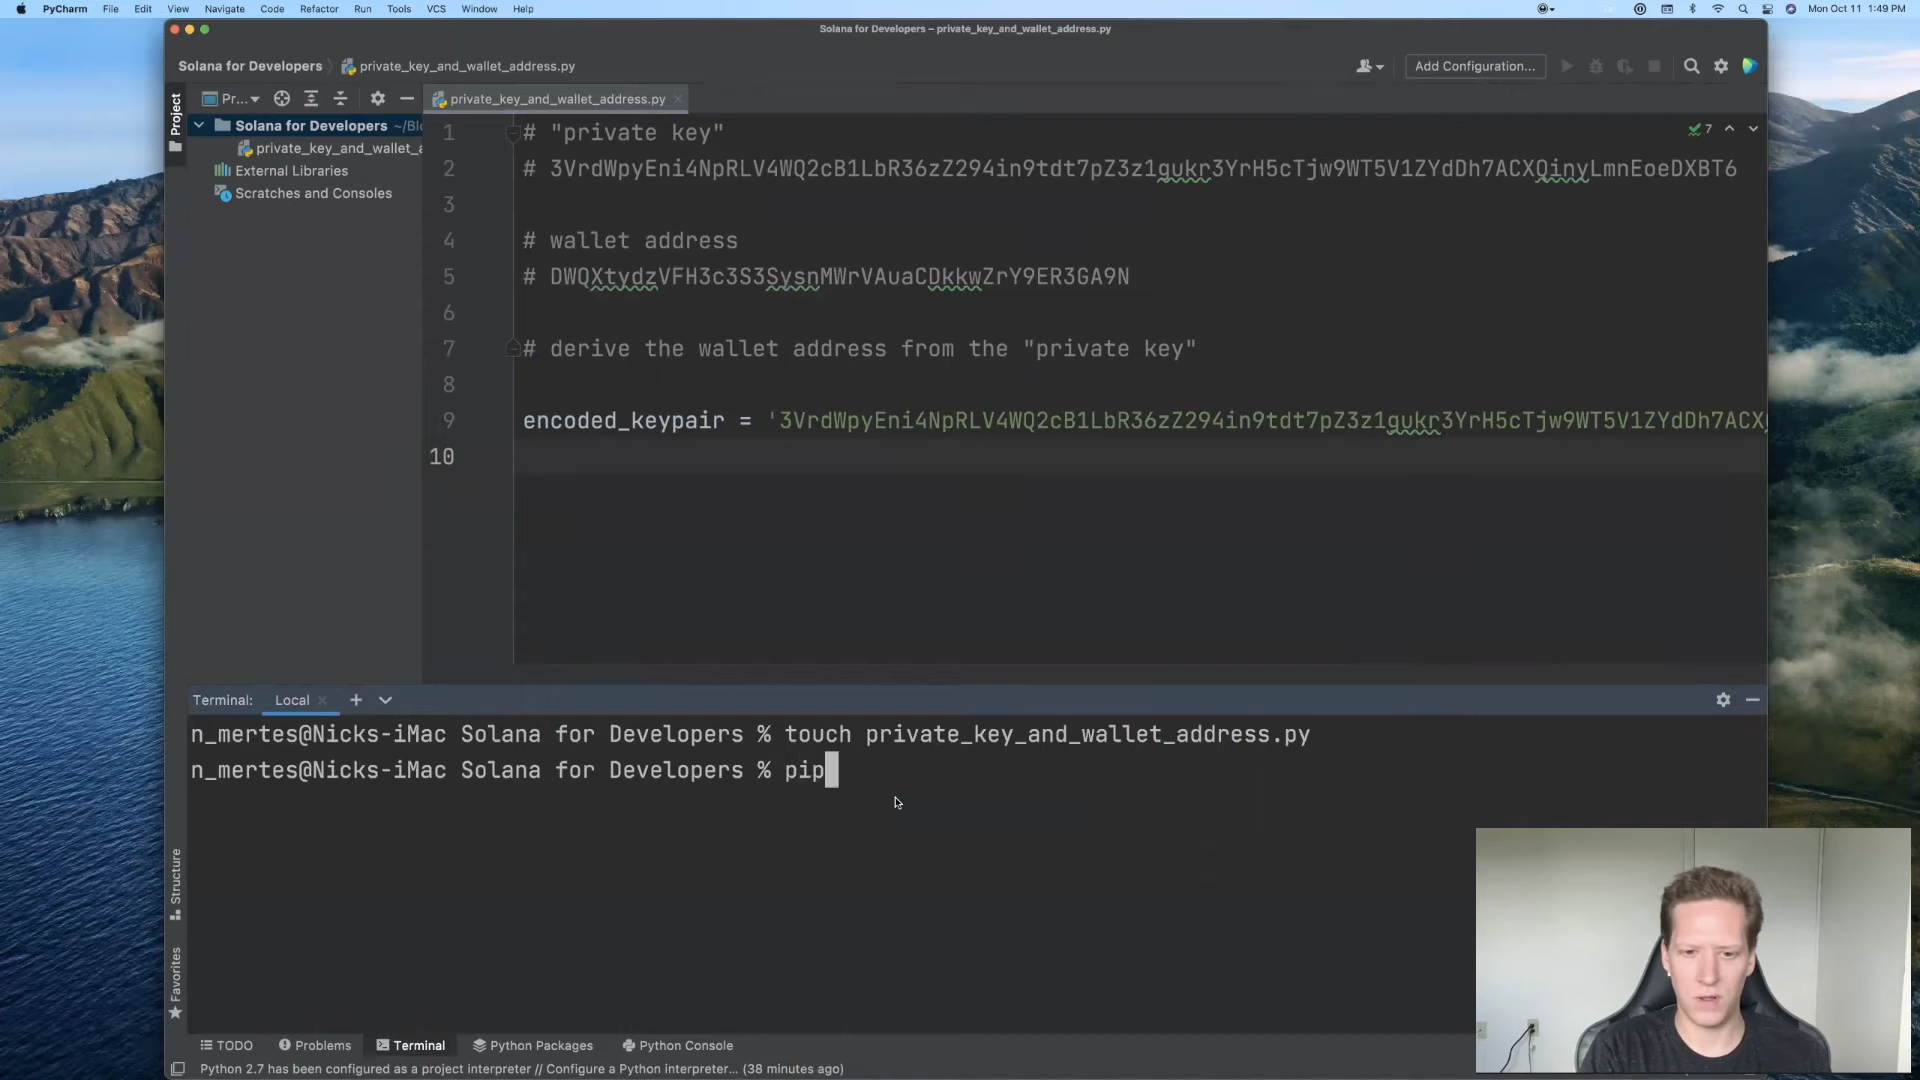 PyCharm File Edit View Navigate Code Refactor Run Tools VCS Window Help Mon Oct 11 1:49 PM
Solana for Developers – private_key_and_wallet_address.py
Solana for Developers private_key_and_wallet_address.py Add Configuration...
Project Pr... private_key_and_wallet_address.py
Solana for Developers ~/Blo
private_key_and_wallet_a
External Libraries
Scratches and Consoles
7
1 # "private key"
2 # 3VrdWpyEni4NpRLV4WQ2cB1LbR36zZ294in9tdt7pZ3z1gukr3YrH5cTjw9WT5V1ZYdDh7ACXQinyLmnEoeDXBT6
3
4 # wallet address
5 # DWQXtydzVFH3c3S3SysnMWrVAuaCDkkwZrY9ER3GA9N
6
7 # derive the wallet address from the "private key"
8
9 encoded_keypair = '3VrdWpyEni4NpRLV4WQ2cB1LbR36zZ294in9tdt7pZ3z1gukr3YrH5cTjw9WT5V1ZYdDh7ACX
10
Terminal: Local
n_mertes@Nicks-iMac Solana for Developers % touch private_key_and_wallet_address.py
n_mertes@Nicks-iMac Solana for Developers % pip
Structure
Favorites
TODO Problems Terminal Python Packages Python Console
Python 2.7 has been configured as a project interpreter // Configure a Python interpreter... (38 minutes ago)